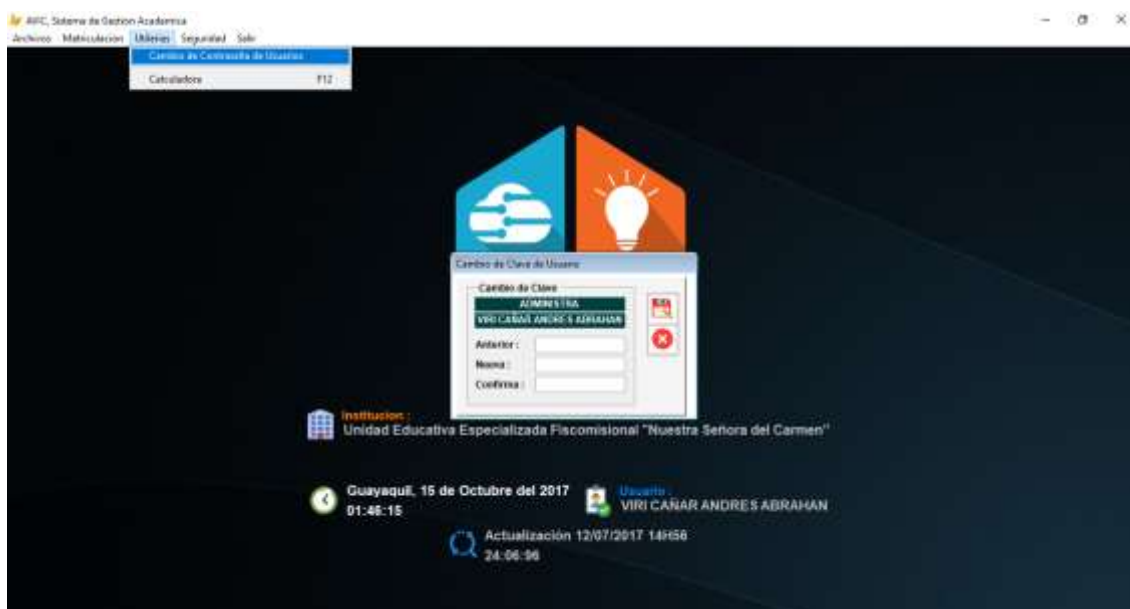 AVFC, Sistema de Gestion Academica
Archivos Matriculacion Utilerias Seguridad Salir
Cambio de Contraseña de Usuarios
Calculadora F12
Cambio de Clave de Usuario
Cambio de Clave
ADMINISTRA
VIRI CAÑAR ANDRES ABRAHAN
Anterior :
Nueva :
Confirma :
Institucion :
Unidad Educativa Especializada Fiscomisional "Nuestra Señora del Carmen"
Guayaquil, 15 de Octubre del 2017
01:46:15
Usuario :
VIRI CAÑAR ANDRES ABRAHAN
Actualización 12/07/2017 14H56
24:06:96